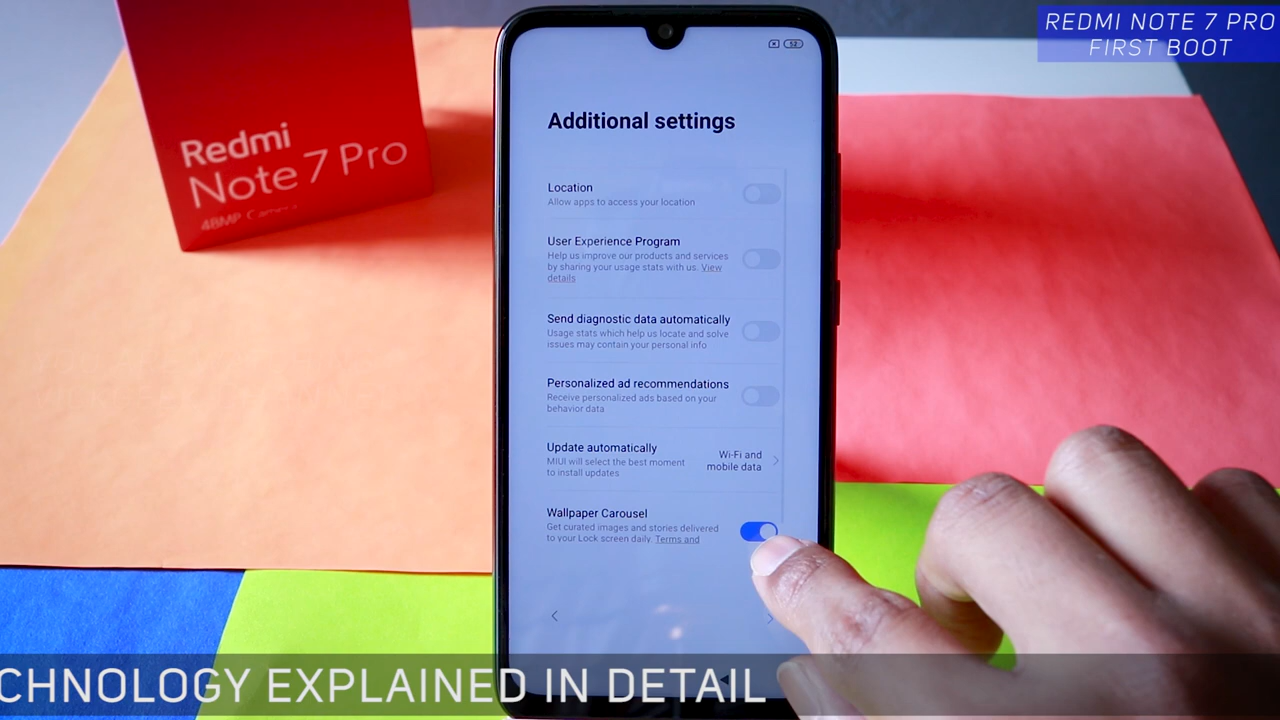 REDMI NOTE 7 PRO
FIRST BOOT
Redmi
Note 7 Pro
48MP Camera
52
Additional settings
Location
Allow apps to access your location
User Experience Program
Help us improve our products and services
by sharing your usage stats with us. View
details
Send diagnostic data automatically
Usage stats which help us locate and solve
issues may contain your personal info
Personalized ad recommendations
Receive personalized ads based on your
behavior data
Update automatically
MIUI will select the best moment
to install updates
Wi-Fi and
mobile data
Wallpaper Carousel
Get curated images and stories delivered
to your Lock screen daily. Terms and
CHNOLOGY EXPLAINED IN DETAIL